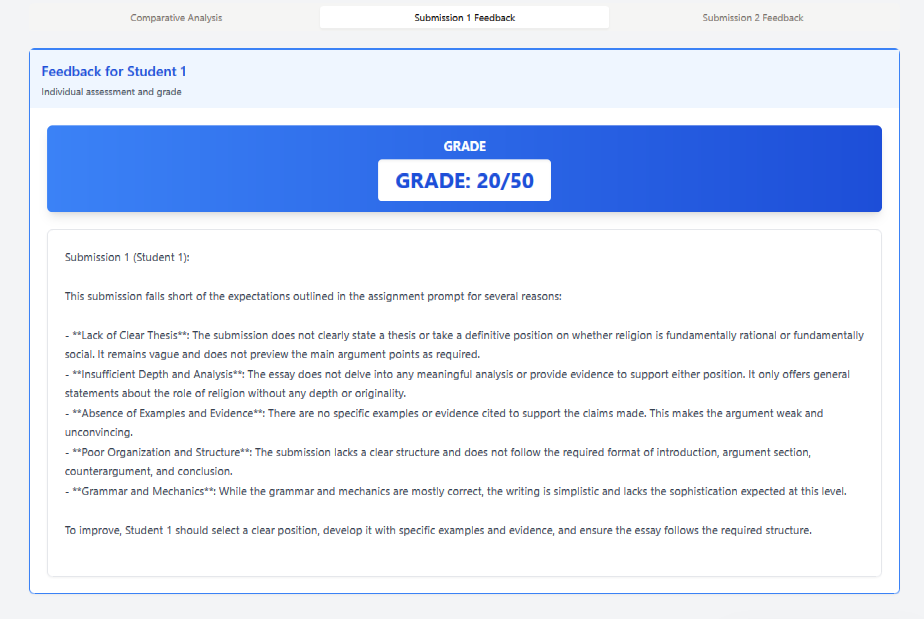 Comparative Analysis
Submission 1 Feedback
Submission 2 Feedback
Feedback for Student 1
Individual assessment and grade
GRADE
GRADE: 20/50
Submission 1 (Student 1):
This submission falls short of the expectations outlined in the assignment prompt for several reasons:
- **Lack of Clear Thesis**: The submission does not clearly state a thesis or take a definitive position on whether religion is fundamentally rational or fundamentally
social. It remains vague and does not preview the main argument points as required.
- **Insufficient Depth and Analysis**: The essay does not delve into any meaningful analysis or provide evidence to support either position. It only offers general
statements about the role of religion without any depth or originality.
- **Absence of Examples and Evidence**: There are no specific examples or evidence cited to support the claims made. This makes the argument weak and
unconvincing.
- **Poor Organization and Structure**: The submission lacks a clear structure and does not follow the required format of introduction, argument section,
counterargument, and conclusion.
- **Grammar and Mechanics**: While the grammar and mechanics are mostly correct, the writing is simplistic and lacks the sophistication expected at this level.
To improve, Student 1 should select a clear position, develop it with specific examples and evidence, and ensure the essay follows the required structure.